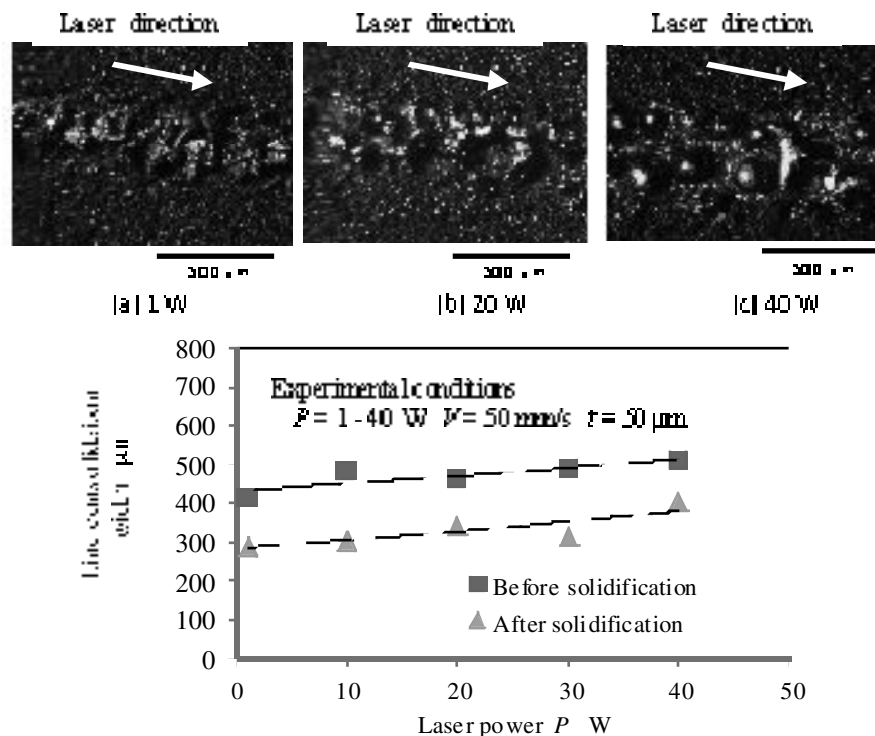 Laser direction Laser direction Laser direction
(a) 1 W (b) 20 W (c) 40 W
800
700
600
500
400
300
200
100
0
Experimental conditions
P = 1 - 40 W V = 50 mm/s t = 50 μm
Before solidification
After solidification
0 10 20 30 40 50
Laser power P W